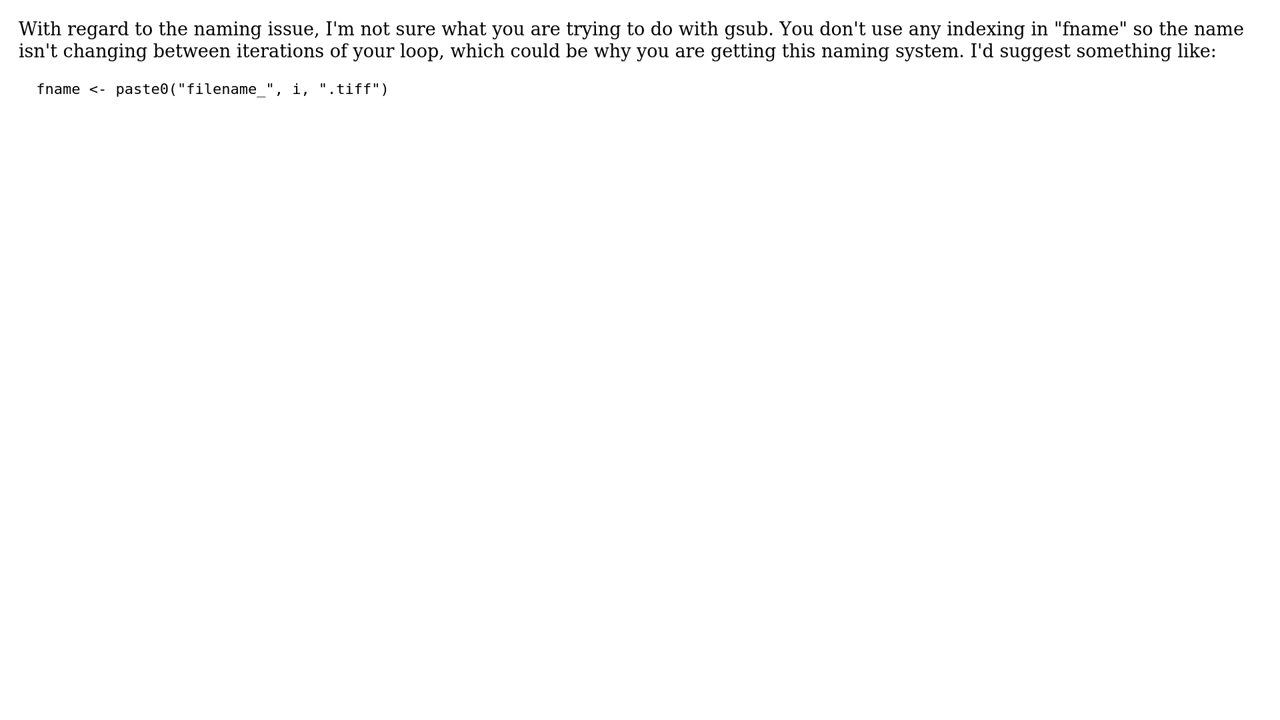 With regard to the naming issue, I'm not sure what you are trying to do with gsub. You don't use any indexing in "fname" so the name
isn't changing between iterations of your loop, which could be why you are getting this naming system. I'd suggest something like:
fname <- paste0("filename_", i, ".tiff")